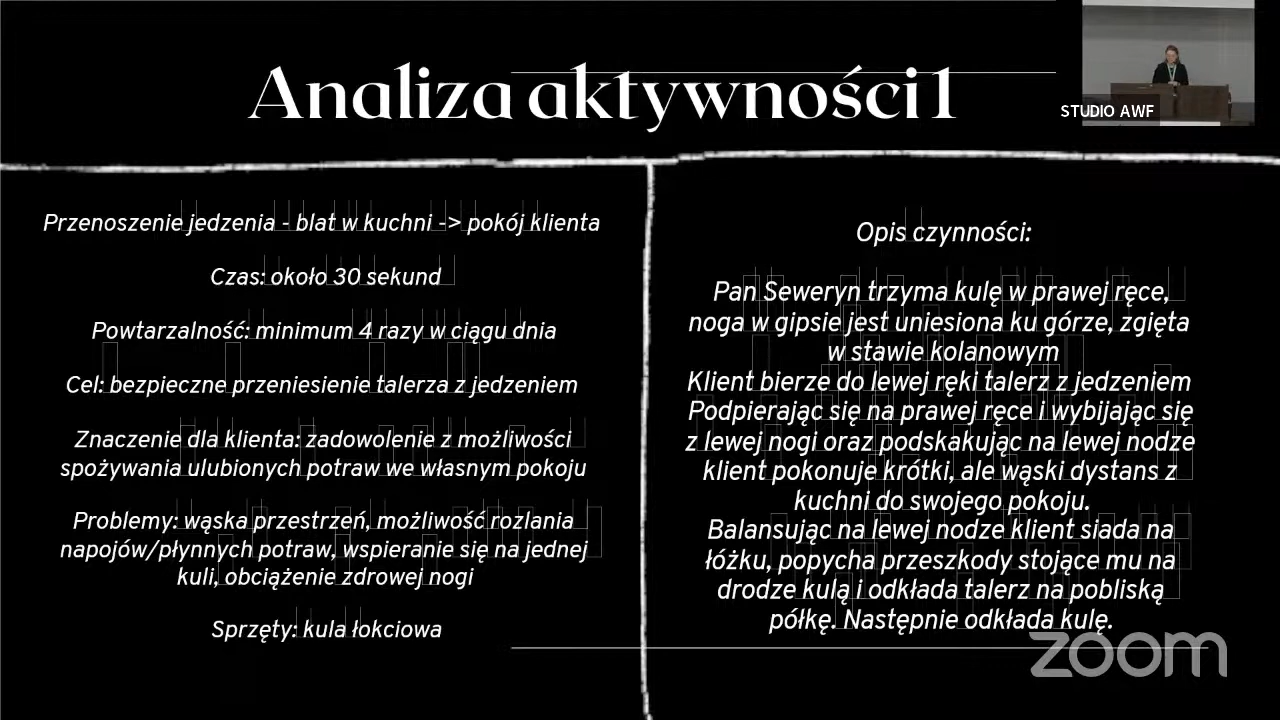 Analiza aktywności 1
STUDIO AWF
Przenoszenie jedzenia - blat w kuchni -> pokój klienta
Czas: około 30 sekund
Powtarzalność: minimum 4 razy w ciągu dnia
Cel: bezpieczne przeniesienie talerza z jedzeniem
Znaczenie dla klienta: zadowolenie z możliwości
spożywania ulubionych potraw we własnym pokoju
Problemy: wąska przestrzeń, możliwość rozlania
napojów/płynnych potraw, wspieranie się na jednej
kuli, obciążenie zdrowej nogi
Sprzęty: kula łokciowa
Opis czynności:
Pan Seweryn trzyma kulę w prawej ręce,
noga w gipsie jest uniesiona ku górze, zgięta
w stawie kolanowym
Klient bierze do lewej ręki talerz z jedzeniem
Podpierając się na prawej ręce i wybijając się
z lewej nogi oraz podskakując na lewej nodze
klient pokonuje krótki, ale wąski dystans z
kuchni do swojego pokoju.
Balansując na lewej nodze klient siada na
łóżku, popycha przeszkody stojące mu na
drodze kulą i odkłada talerz na pobliską
półkę. Następnie odkłada kulę.
zoom